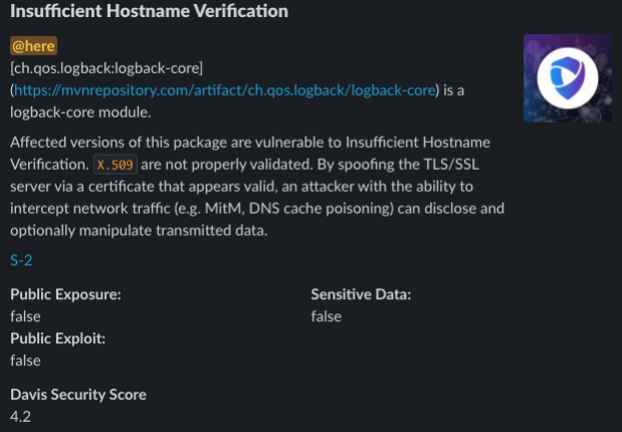 Insufficient Hostname Verification
@here
[ch.qos.logback:logback-core]
(https://mvnrepository.com/artifact/ch.qos.logback/logback-core) is a
logback-core module.
Affected versions of this package are vulnerable to Insufficient Hostname
Verification. X.509 are not properly validated. By spoofing the TLS/SSL
server via a certificate that appears valid, an attacker with the ability to
intercept network traffic (e.g. MitM, DNS cache poisoning) can disclose and
optionally manipulate transmitted data.
S-2
Public Exposure: Sensitive Data:
false false
Public Exploit:
false
Davis Security Score
4.2